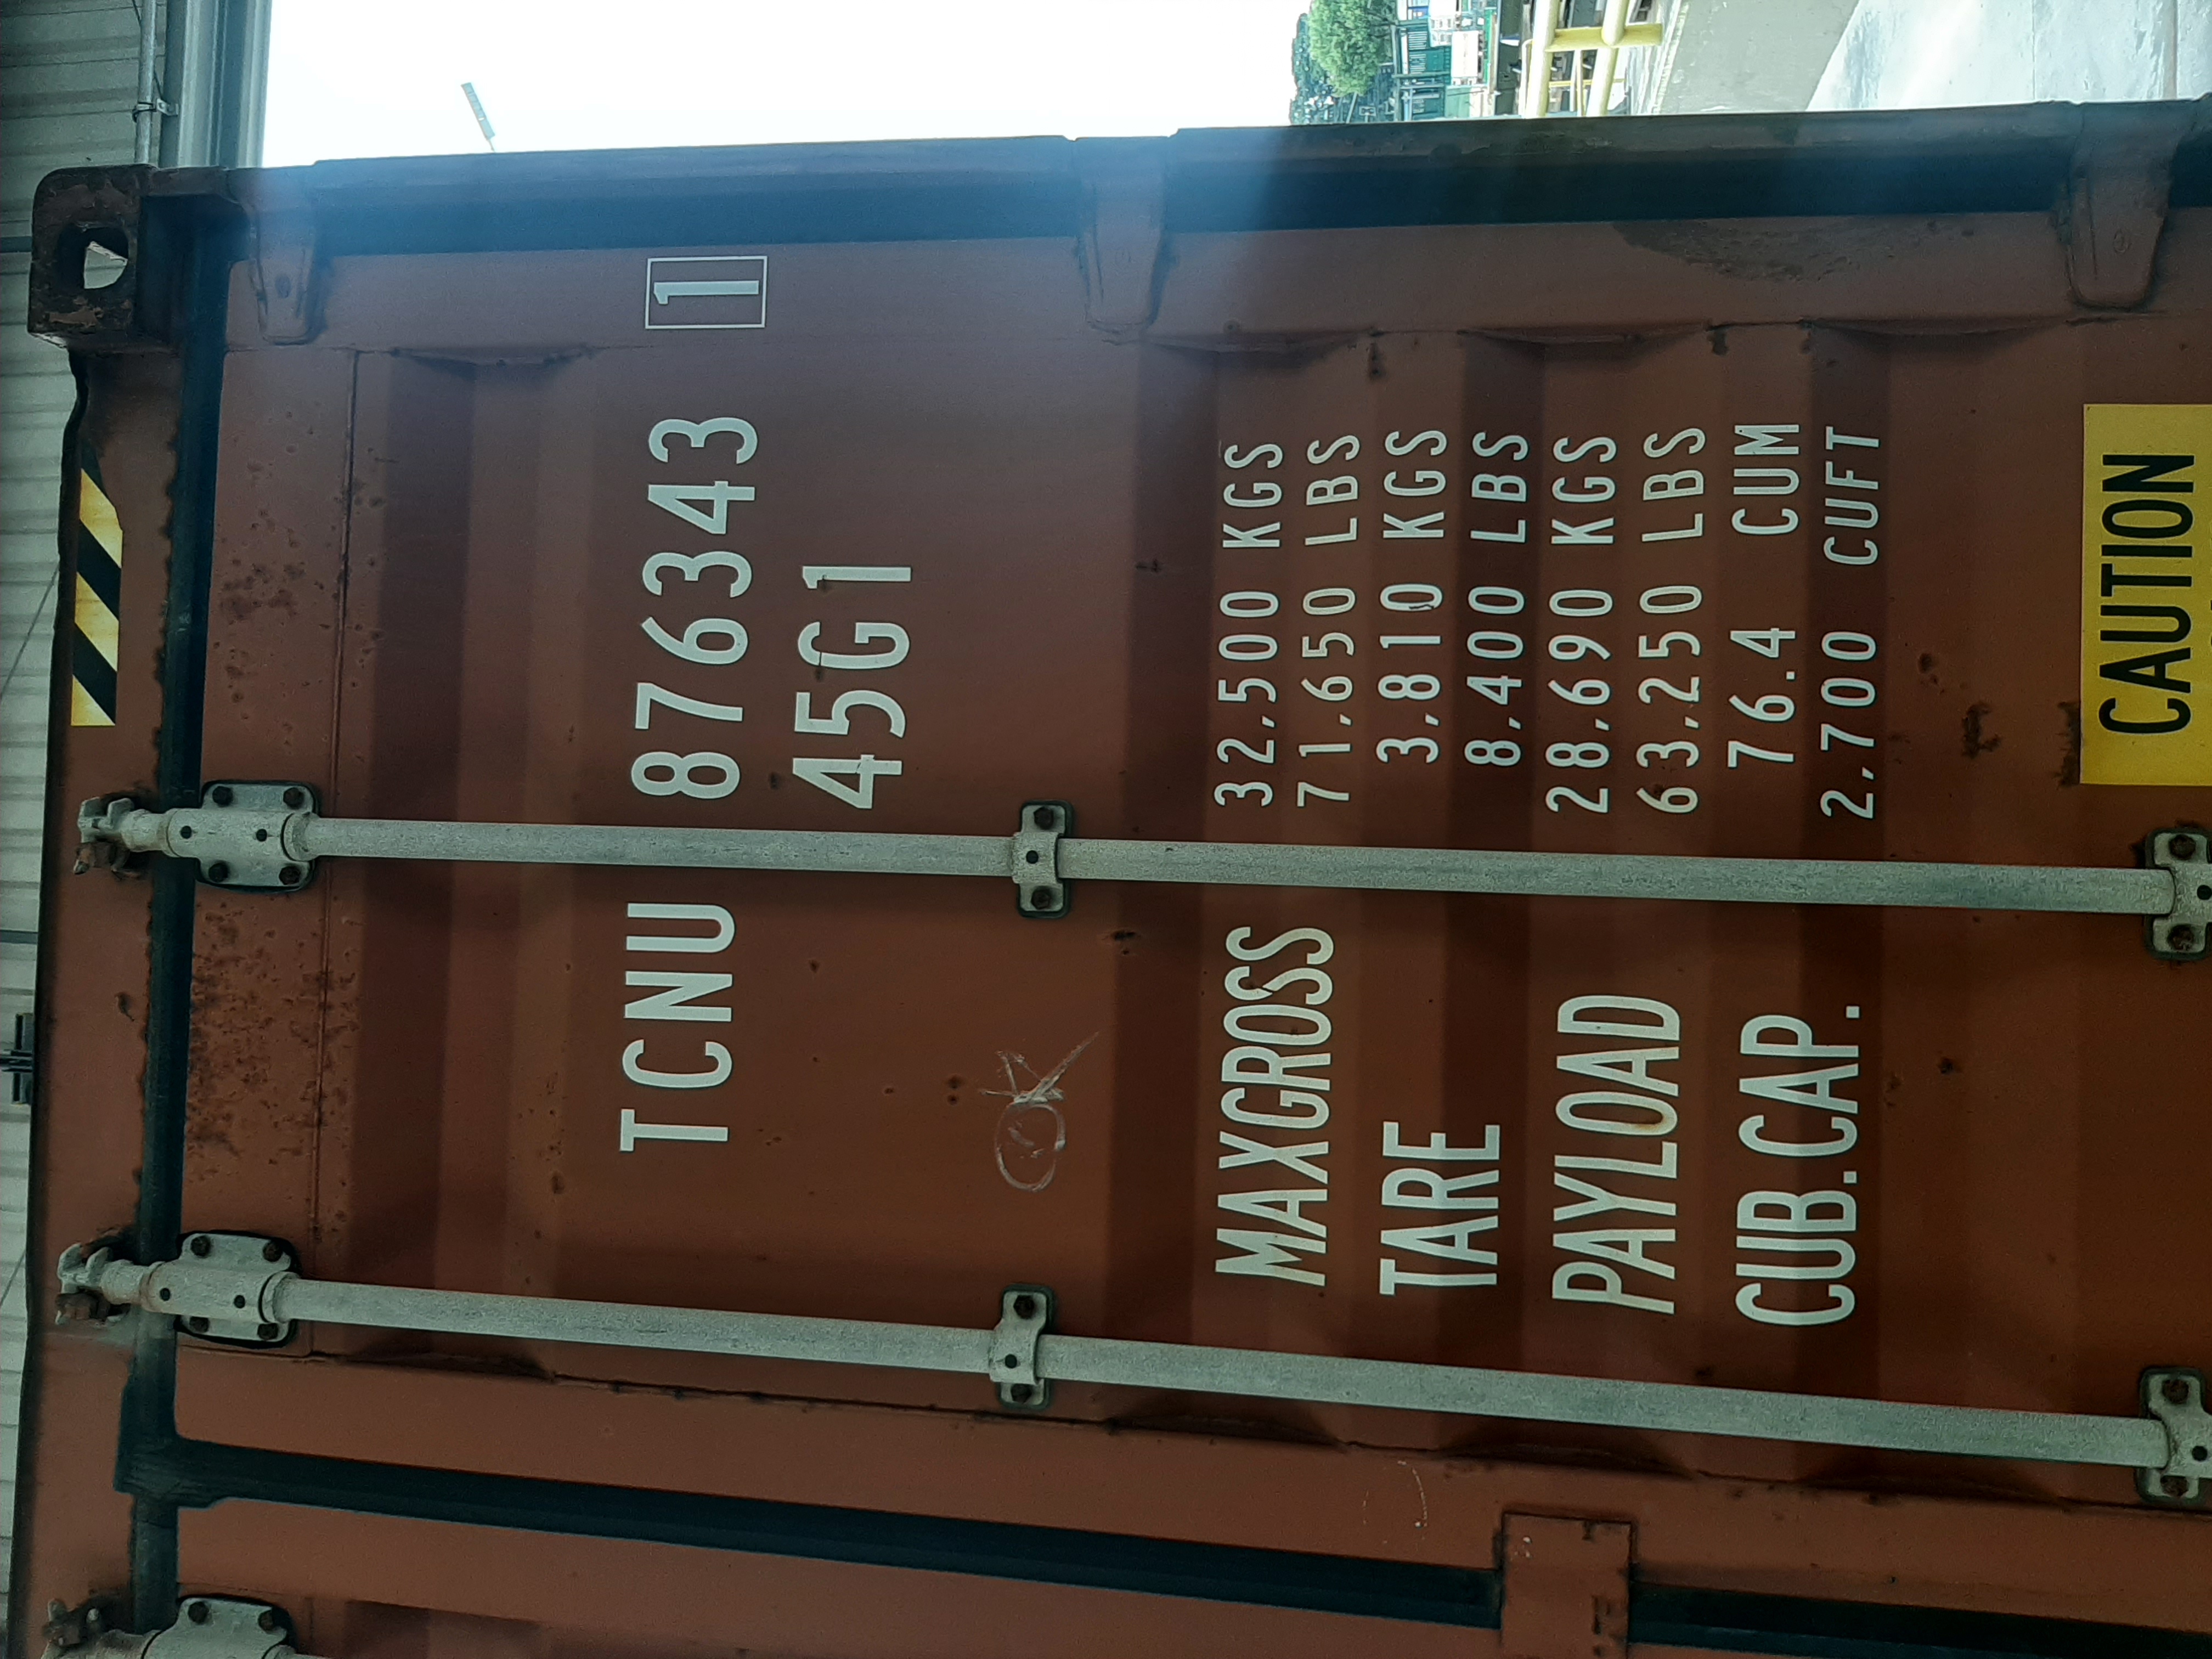 TCNU 876343 1
45G1
OK
MAXGROSS 32,500 KGS
71,650 LBS
TARE 3,810 KGS
8,400 LBS
PAYLOAD 28,690 KGS
63,250 LBS
CUB.CAP. 76.4 CUM
2,700 CUFT
CAUTION